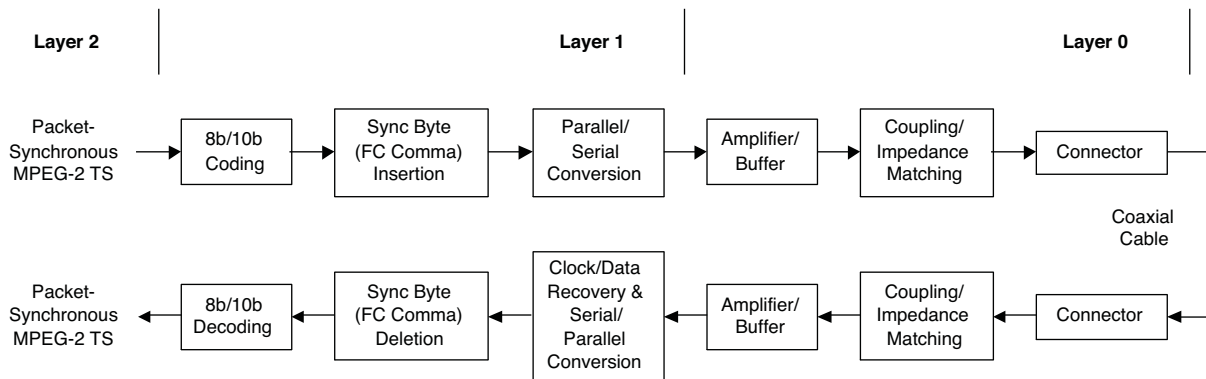 Layer 2
Layer 1
Layer 0
Packet-
Synchronous
MPEG-2 TS
8b/10b
Coding
Sync Byte
(FC Comma)
Insertion
Parallel/
Serial
Conversion
Amplifier/
Buffer
Coupling/
Impedance
Matching
Connector
Coaxial
Cable
Packet-
Synchronous
MPEG-2 TS
8b/10b
Decoding
Sync Byte
(FC Comma)
Deletion
Clock/Data
Recovery &
Serial/
Parallel
Conversion
Amplifier/
Buffer
Coupling/
Impedance
Matching
Connector